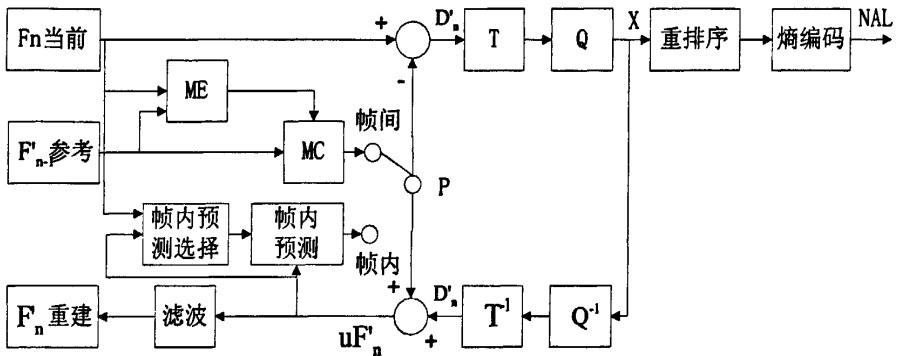 Fn当前
+
D'n
T
Q
X
重排序
熵编码
NAL
-
ME
帧间
F'n-1参考
MC
P
帧内预
测选择
帧内
预测
帧内
+
F'n重建
滤波
uF'n
+
D'n
T-1
Q-1